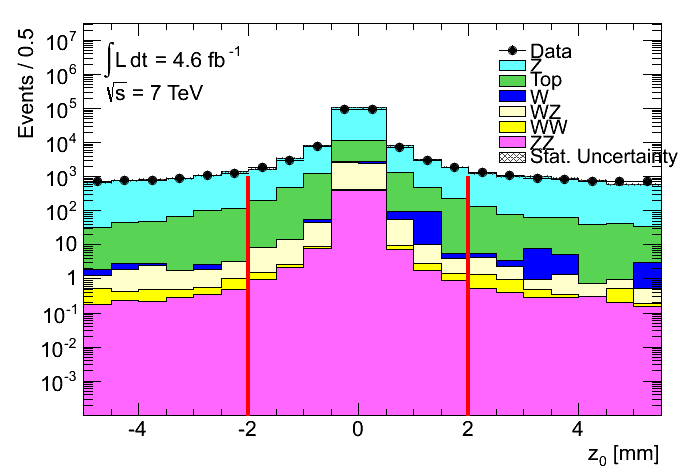 Events / 0.5
10^7
10^6
10^5
10^4
10^3
10^2
10
1
10^-1
10^-2
10^-3
∫L dt = 4.6 fb^-1
√s = 7 TeV
Data
Z
Top
W
WZ
WW
ZZ
Stat. Uncertainty
-4 -2 0 2 4
z_0 [mm]